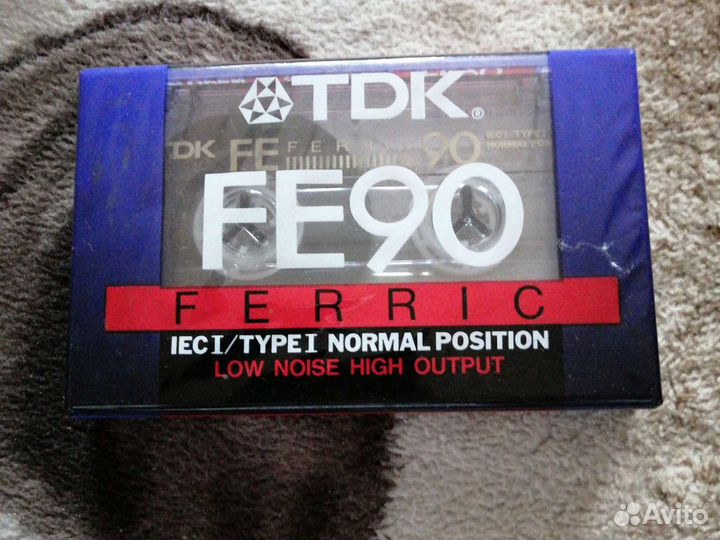 TDK®
DK FE FERRIC 90 IEC I/TYPE I
NORMAL POS
FE90
FERRIC
IEC I/TYPE I NORMAL POSITION
LOW NOISE HIGH OUTPUT
Avito